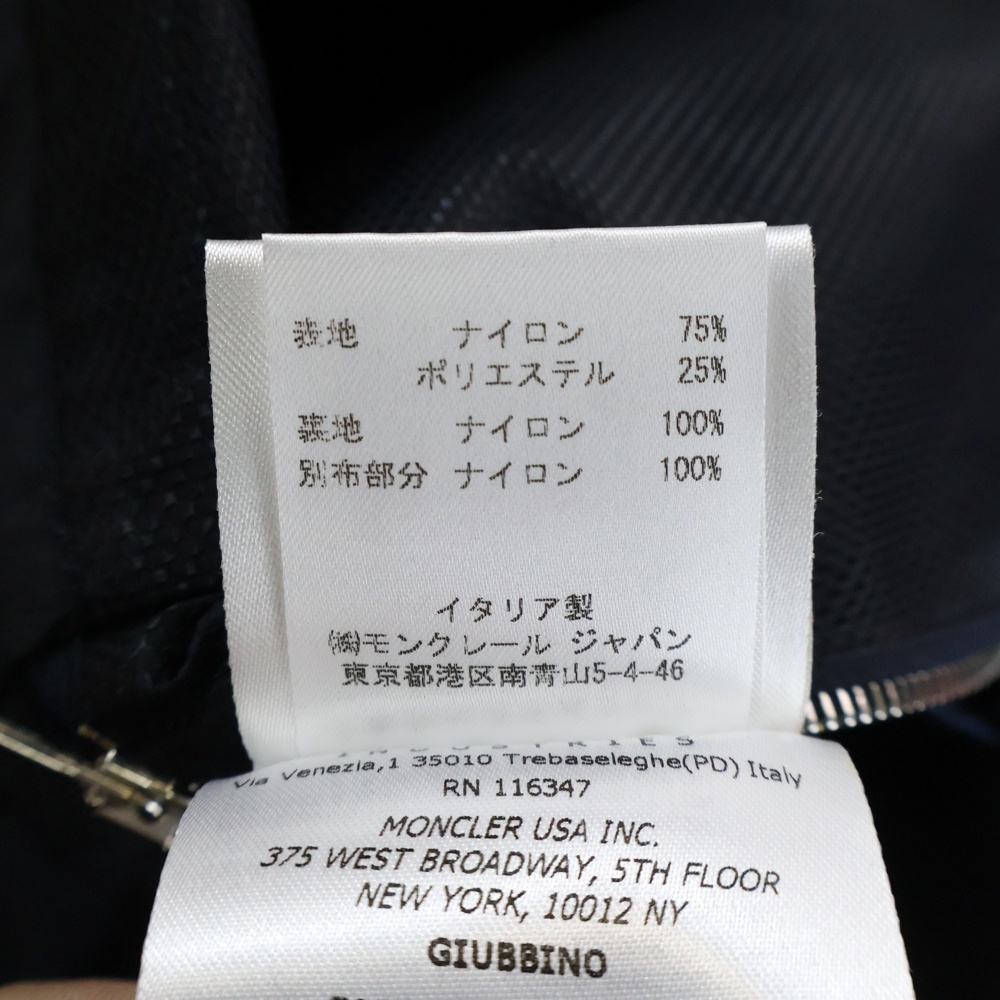 表地 ナイロン 75%
ポリエステル 25%
裏地 ナイロン 100%
別布部分 ナイロン 100%
イタリア製
㈱モンクレール ジャパン
東京都港区南青山5-4-46
INDUSTRIES
Via Venezia,1 35010 Trebaseleghe(PD) Italy
RN 116347
MONCLER USA INC.
375 WEST BROADWAY, 5TH FLOOR
NEW YORK, 10012 NY
GIUBBINO